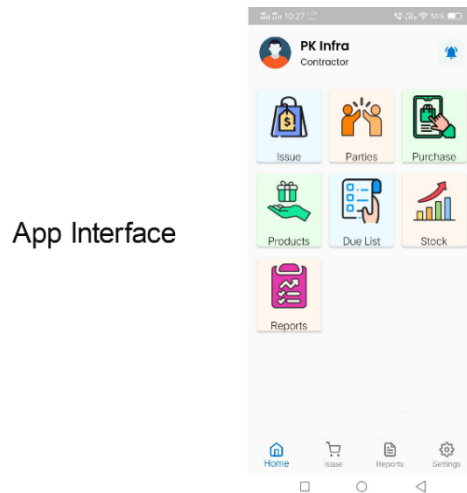 10:27
56%
PK Infra
Contractor
Issue
Parties
Purchase
Products
Due List
Stock
App Interface
Reports
Home
Issue
Reports
Settings